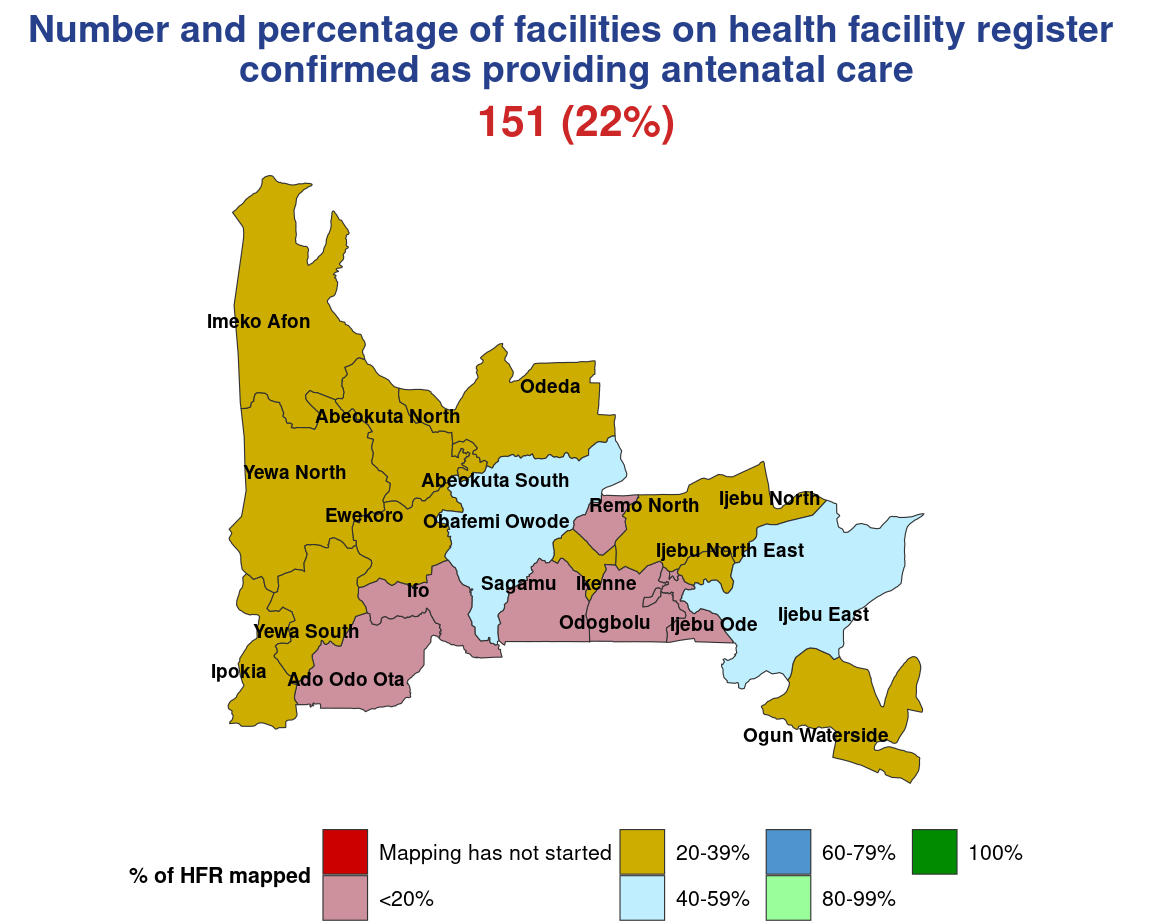 Number and percentage of facilities on health facility register
confirmed as providing antenatal care
151 (22%)
Imeko Afon
Odeda
Abeokuta North
Yewa North
Abeokuta South
Ijebu North
Remo North
Ewekoro
Obafemi Owode
Ijebu North East
Ifo
Sagamu
Ikenne
Ijebu East
Odogbolu
Ijebu Ode
Yewa South
Ipokia
Ado Odo Ota
Ogun Waterside
% of HFR mapped
Mapping has not started
<20%
20-39%
40-59%
60-79%
80-99%
100%